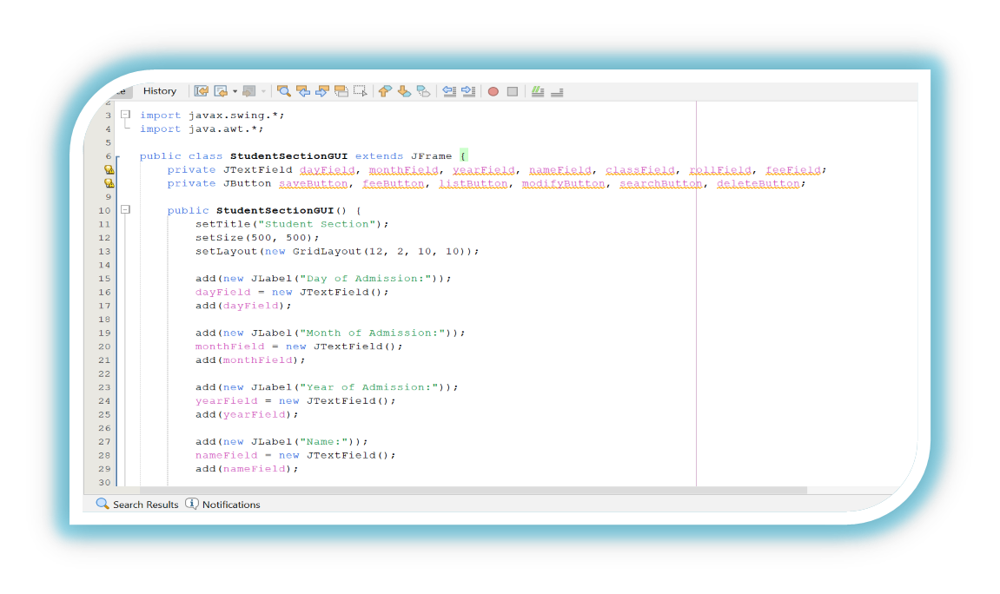 ce History
2
3 import javax.swing.*;
4 import java.awt.*;
5
6 public class StudentSectionGUI extends JFrame {
private JTextField dayField, monthField, yearField, nameField, classField, rollField, feeField;
private JButton saveButton, feeButton, listButton, modifyButton, searchButton, deleteButton;
9
10 public StudentSectionGUI() {
11 setTitle("Student Section");
12 setSize(500, 500);
13 setLayout(new GridLayout(12, 2, 10, 10));
14
15 add(new JLabel("Day of Admission:"));
16 dayField = new JTextField();
17 add(dayField);
18
19 add(new JLabel("Month of Admission:"));
20 monthField = new JTextField();
21 add(monthField);
22
23 add(new JLabel("Year of Admission:"));
24 yearField = new JTextField();
25 add(yearField);
26
27 add(new JLabel("Name:"));
28 nameField = new JTextField();
29 add(nameField);
30
Search Results Notifications